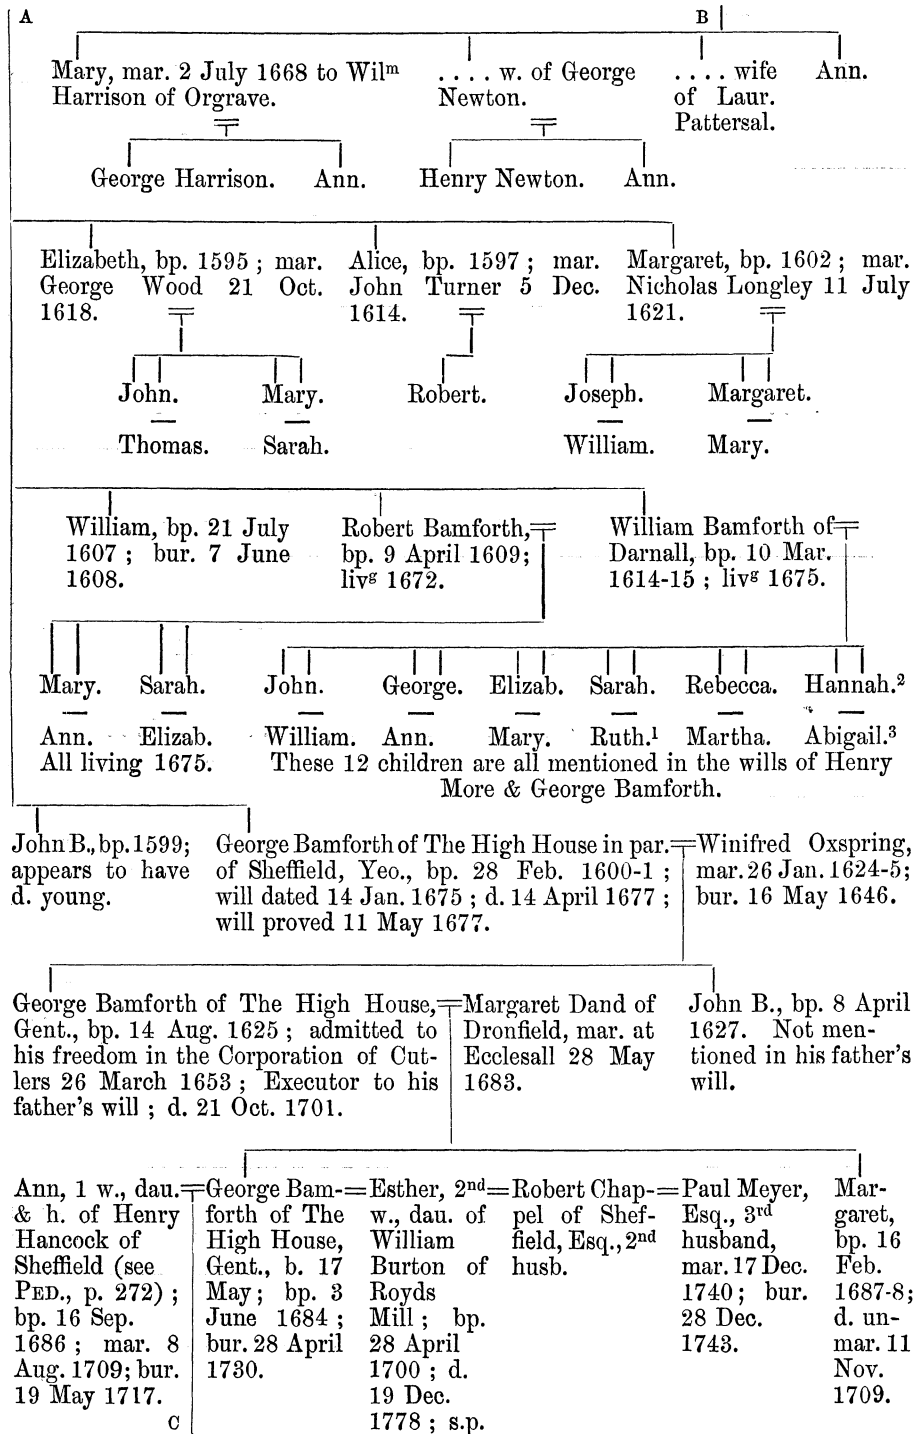 A B
Mary, mar. 2 July 1668 to Wilᵐ
Harrison of Orgrave.
. . . . w. of George
Newton.
. . . . wife
of Laur.
Pattersal.
Ann.
George Harrison. Ann. Henry Newton. Ann.
Elizabeth, bp. 1595 ; mar.
George Wood 21 Oct.
1618.
Alice, bp. 1597 ; mar.
John Turner 5 Dec.
1614.
Margaret, bp. 1602 ; mar.
Nicholas Longley 11 July
1621.
John. Mary. Robert. Joseph. Margaret.
Thomas. Sarah. William. Mary.
William, bp. 21 July
1607 ; bur. 7 June
1608.
Robert Bamforth,
bp. 9 April 1609;
livᵍ 1672.
William Bamforth of
Darnall, bp. 10 Mar.
1614-15 ; livᵍ 1675.
Mary. Sarah. John. George. Elizab. Sarah. Rebecca. Hannah.²
Ann. Elizab. William. Ann. Mary. Ruth.¹ Martha. Abigail.³
All living 1675.
These 12 children are all mentioned in the wills of Henry
More & George Bamforth.
John B., bp. 1599;
appears to have
d. young.
George Bamforth of The High House in par.
of Sheffield, Yeo., bp. 28 Feb. 1600-1 ;
will dated 14 Jan. 1675 ; d. 14 April 1677 ;
will proved 11 May 1677.
Winifred Oxspring,
mar. 26 Jan. 1624-5;
bur. 16 May 1646.
George Bamforth of The High House,
Gent., bp. 14 Aug. 1625 ; admitted to
his freedom in the Corporation of Cut-
lers 26 March 1653 ; Executor to his
father's will ; d. 21 Oct. 1701.
Margaret Dand of
Dronfield, mar. at
Ecclesall 28 May
1683.
John B., bp. 8 April
1627. Not men-
tioned in his father's
will.
Ann, 1 w., dau.
& h. of Henry
Hancock of
Sheffield (see
PED., p. 272) ;
bp. 16 Sep.
1686 ; mar. 8
Aug. 1709; bur.
19 May 1717.
C
George Bam-
forth of The
High House,
Gent., b. 17
May ; bp. 3
June 1684 ;
bur. 28 April
1730.
Esther, 2ⁿᵈ
w., dau. of
William
Burton of
Royds
Mill ; bp.
28 April
1700 ; d.
19 Dec.
1778 ; s.p.
Robert Chap-
pel of Shef-
field, Esq., 2ⁿᵈ
husb.
Paul Meyer,
Esq., 3ʳᵈ
husband,
mar. 17 Dec.
1740 ; bur.
28 Dec.
1743.
Mar-
garet,
bp. 16
Feb.
1687-8;
d. un-
mar. 11
Nov.
1709.